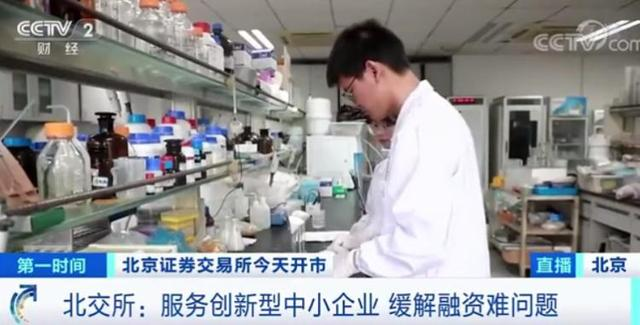 CCTV 2
财经
CCTV.com
第一时间
北京证券交易所今天开市
直播
北京
北交所：服务创新型中小企业 缓解融资难问题